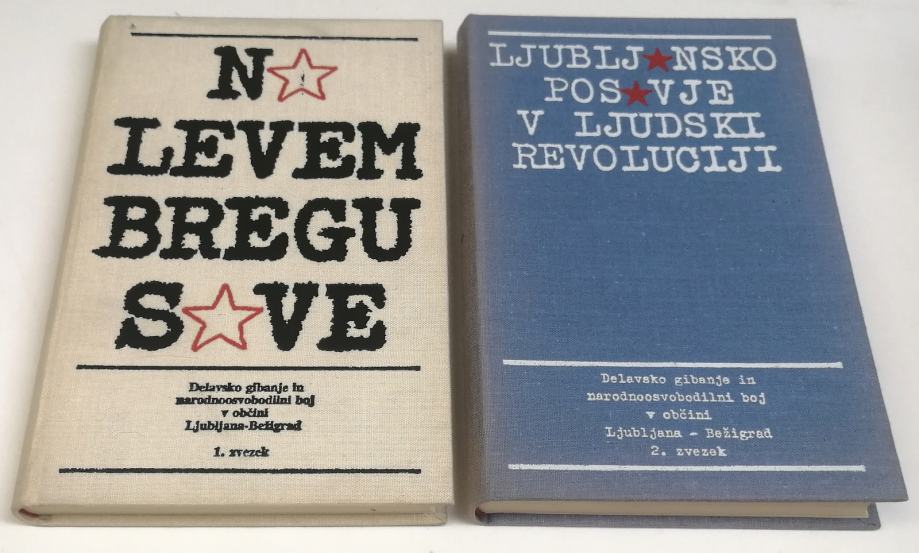 N★
LEVEM
BREGU
S★VE
Delavsko gibanje in
narodnoosvobodilni boj
v občini
Ljubljana-Bežigrad
1. zvezek
LJUBLJ★NSKO
POS★VJE
V LJUDSKI
REVOLUCIJI
Delavsko gibanje in
narodnoosvobodilni boj
v občini
Ljubljana - Bežigrad
2. zvezek